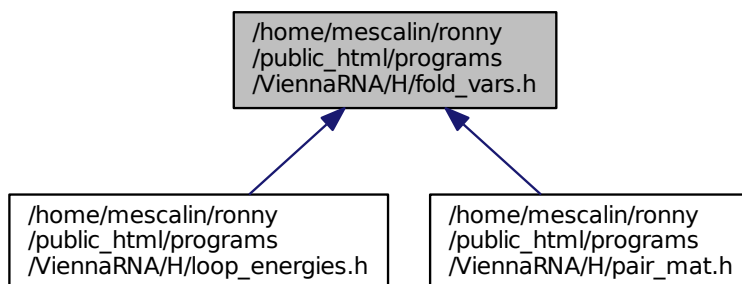 /home/mescalin/ronny
/public_html/programs
/ViennaRNA/H/fold_vars.h
/home/mescalin/ronny
/public_html/programs
/ViennaRNA/H/loop_energies.h
/home/mescalin/ronny
/public_html/programs
/ViennaRNA/H/pair_mat.h